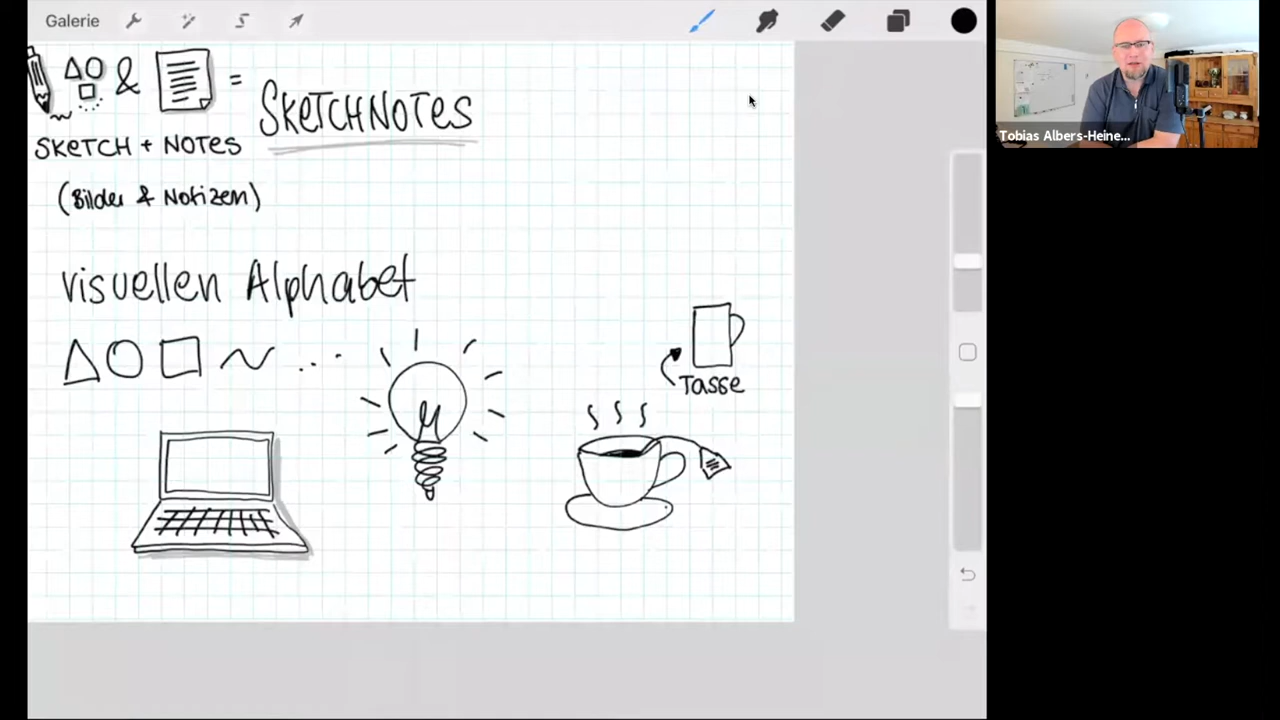 Galerie
& =
SKETCHNOTES
SKETCH + NOTES
(Bilder & Notizen)
visuellen Alphabet
Tasse
Tobias Albers-Heine...